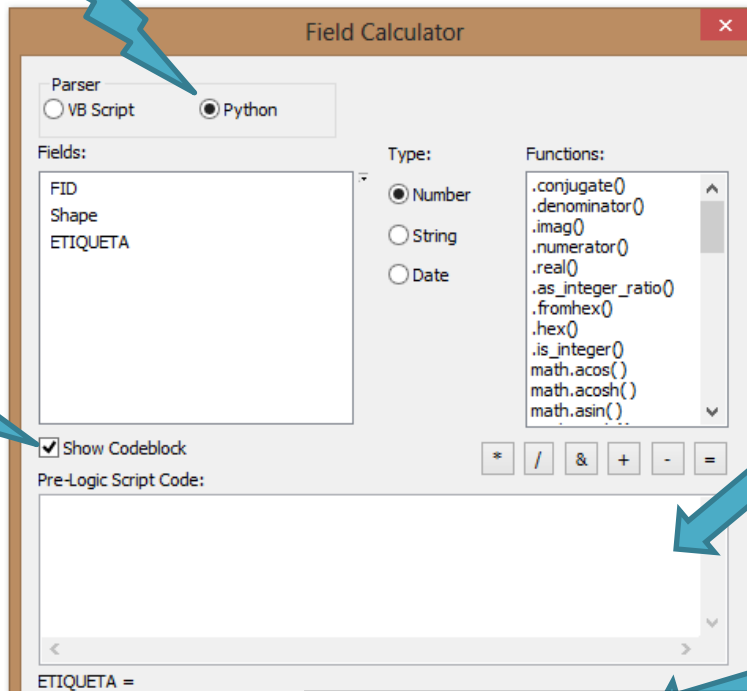 Field Calculator
Parser
VB Script Python
Fields: Type: Functions:
FID
Shape
ETIQUETA
Number
String
Date
.conjugate()
.denominator()
.imag()
.numerator()
.real()
.as_integer_ratio()
.fromhex()
.hex()
.is_integer()
math.acos( )
math.acosh( )
math.asin( )
Show Codeblock
* / & + - =
Pre-Logic Script Code:
ETIQUETA =